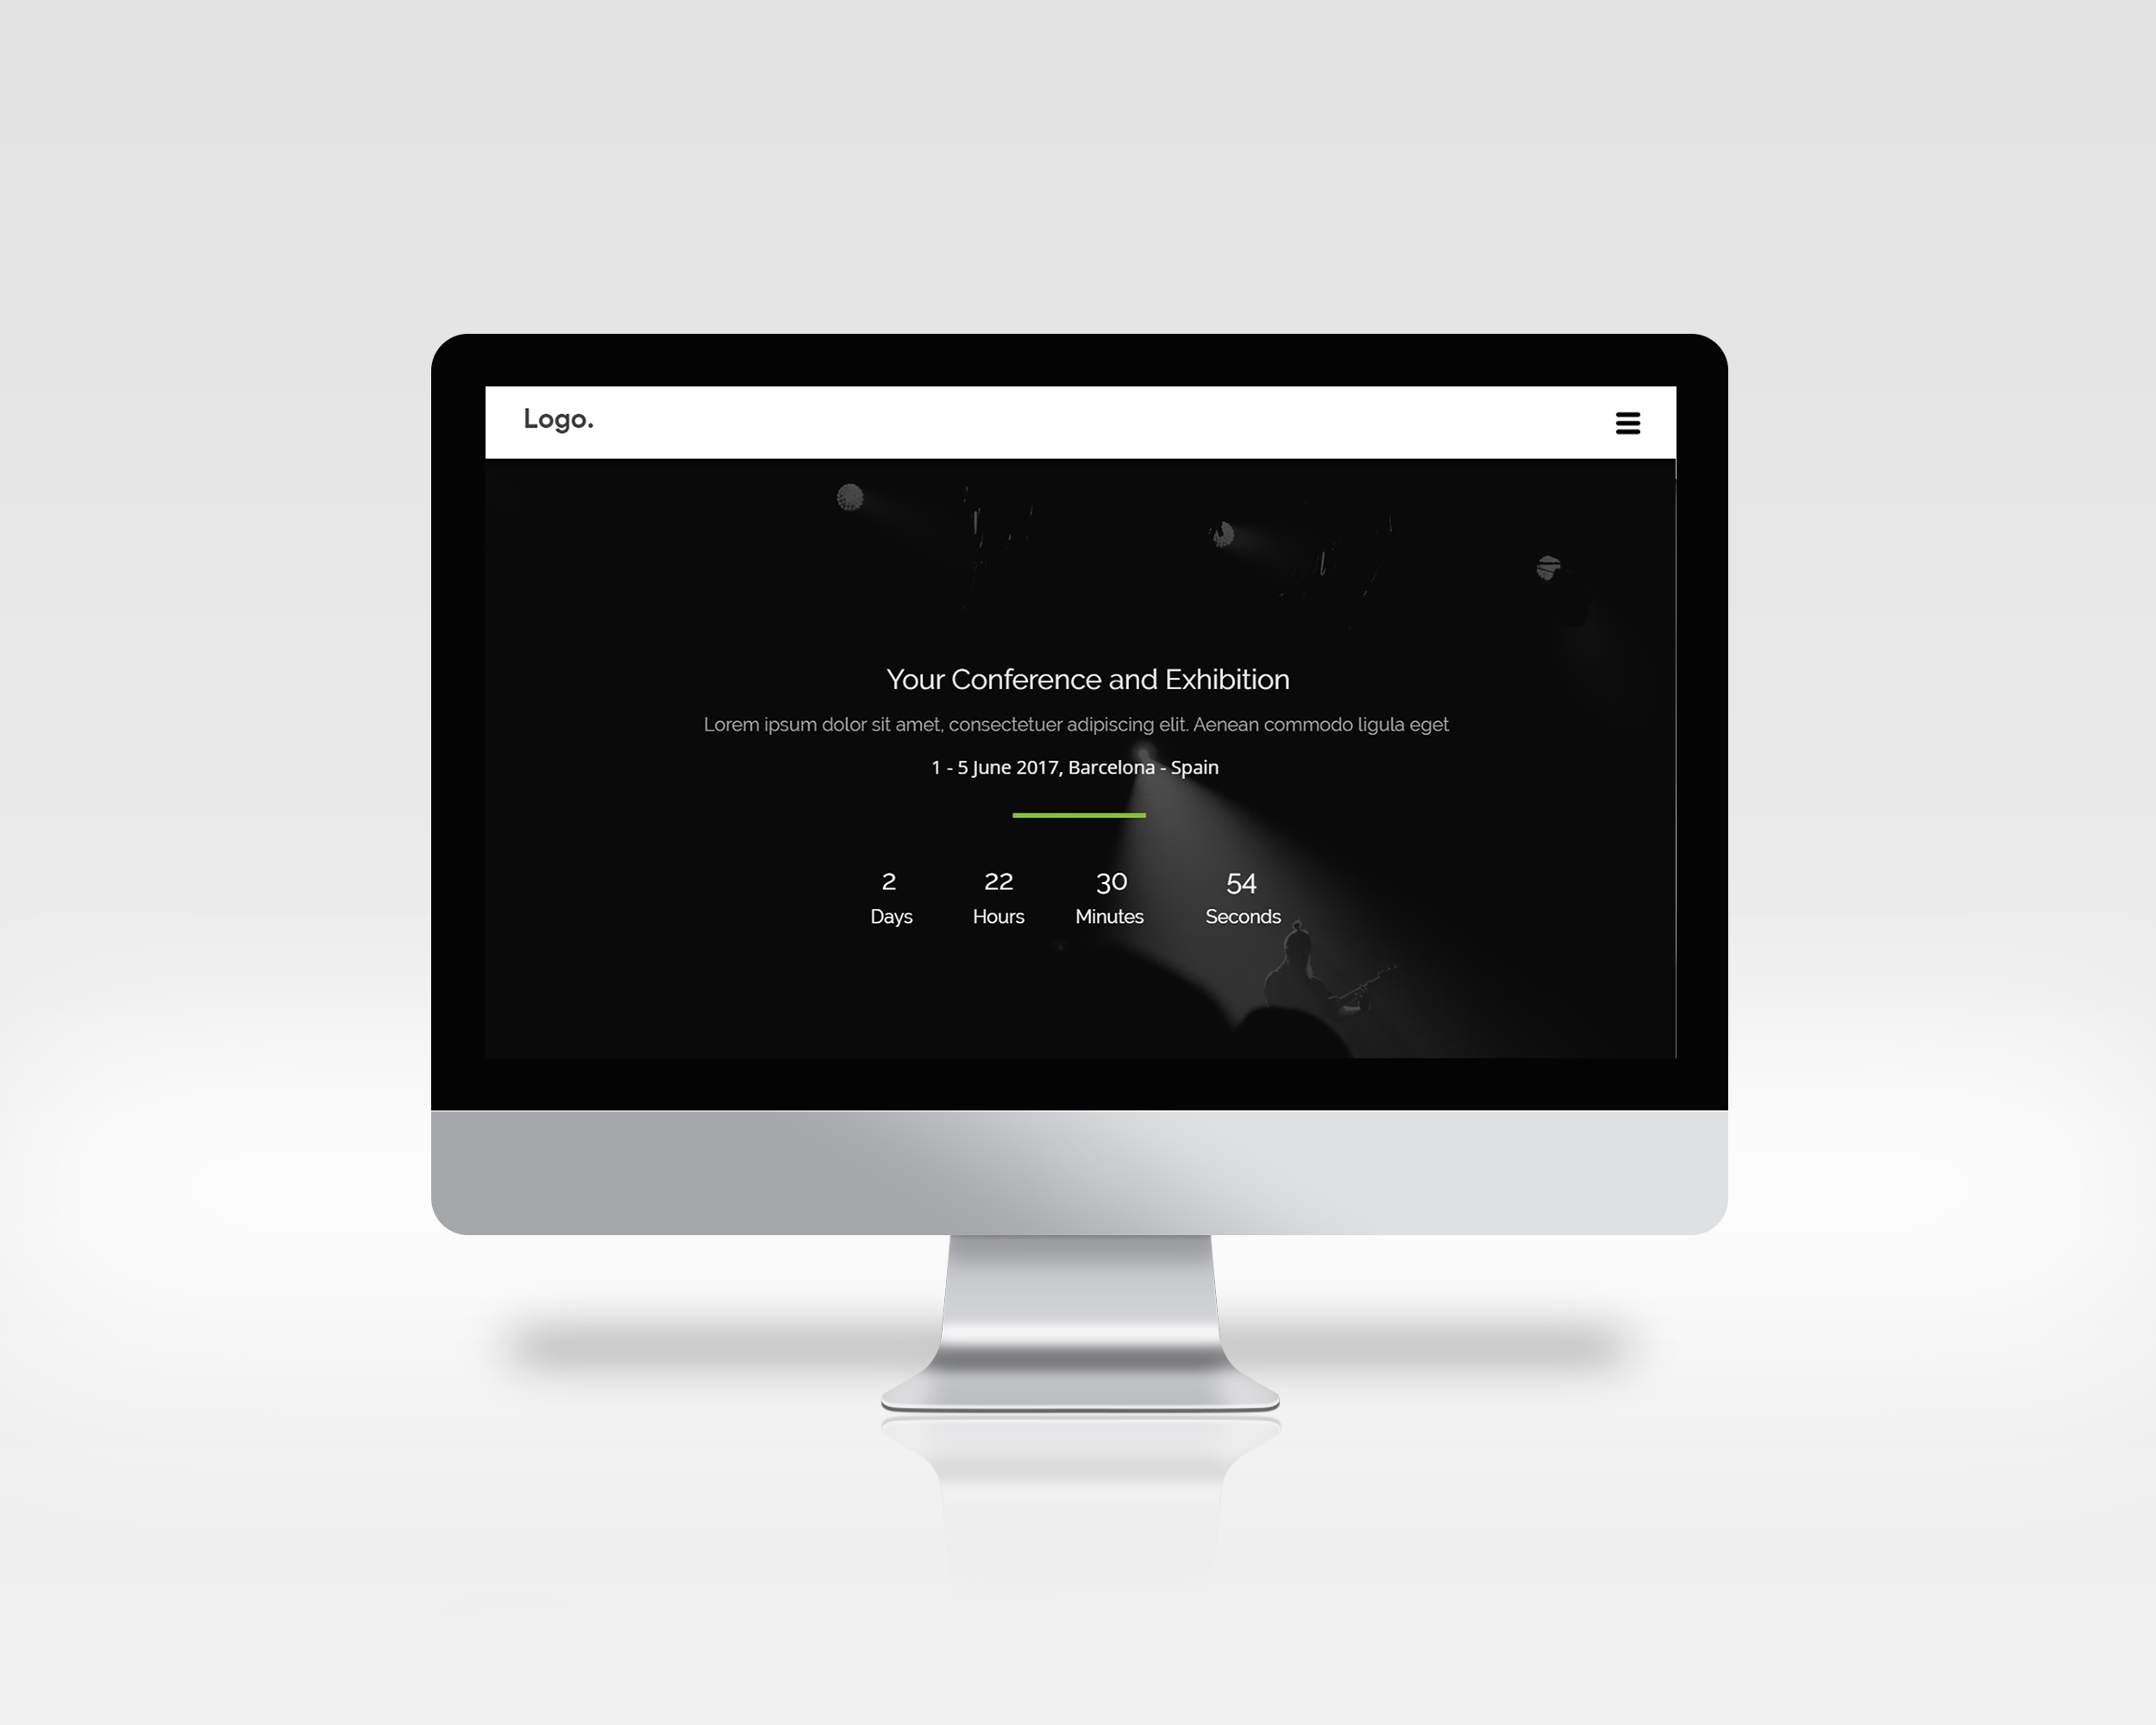 Logo.
Your Conference and Exhibition
Lorem ipsum dolor sit amet, consectetuer adipiscing elit. Aenean commodo ligula eget
1 - 5 June 2017, Barcelona - Spain
2 22 30 54
Days Hours Minutes Seconds